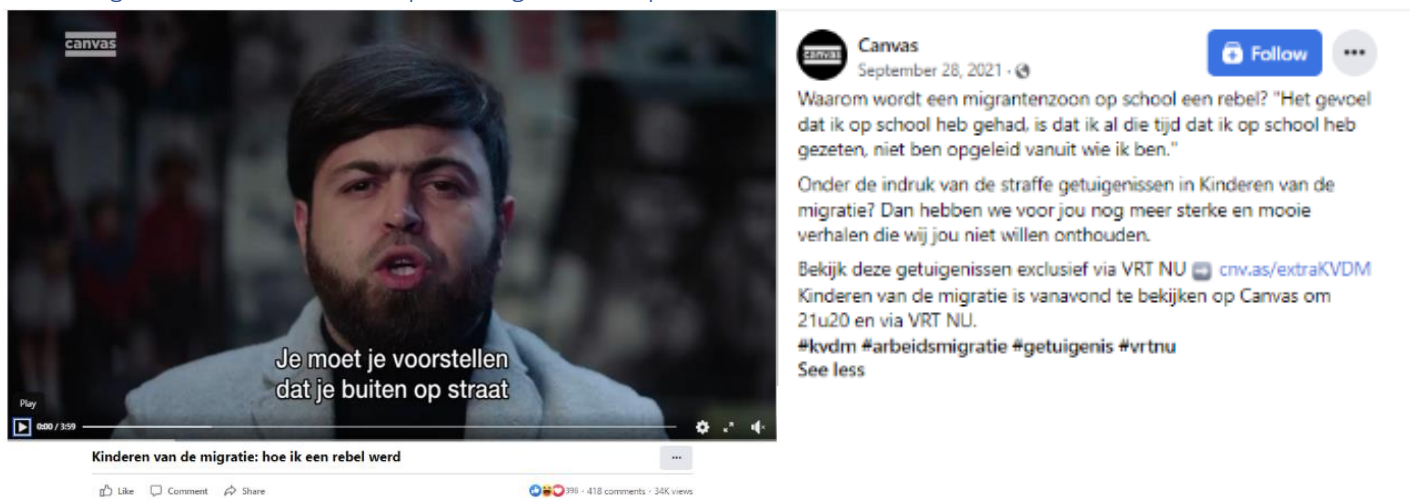 canvas
Je moet je voorstellen
dat je buiten op straat
Play
0:00 / 3:59
Kinderen van de migratie: hoe ik een rebel werd
Like Comment Share
398 · 418 comments · 34K views
canvas
Canvas
September 28, 2021 ·
Follow
Waarom wordt een migrantenzoon op school een rebel? "Het gevoel
dat ik op school heb gehad, is dat ik al die tijd dat ik op school heb
gezeten, niet ben opgeleid vanuit wie ik ben."
Onder de indruk van de straffe getuigenissen in Kinderen van de
migratie? Dan hebben we voor jou nog meer sterke en mooie
verhalen die wij jou niet willen onthouden.
Bekijk deze getuigenissen exclusief via VRT NU ➡ cnv.as/extraKVDM
Kinderen van de migratie is vanavond te bekijken op Canvas om
21u20 en via VRT NU.
#kvdm #arbeidsmigratie #getuigenis #vrtnu
See less